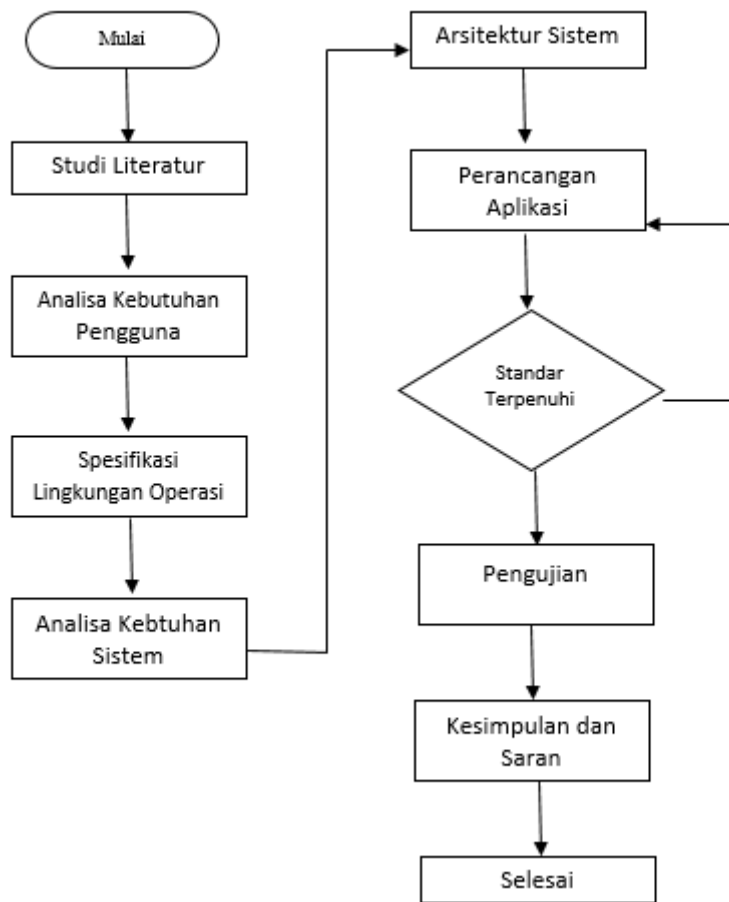 Mulai
Studi Literatur
Analisa Kebutuhan
Pengguna
Spesifikasi
Lingkungan Operasi
Analisa Kebtuhan
Sistem
Arsitektur Sistem
Perancangan
Aplikasi
Standar
Terpenuhi
Pengujian
Kesimpulan dan
Saran
Selesai